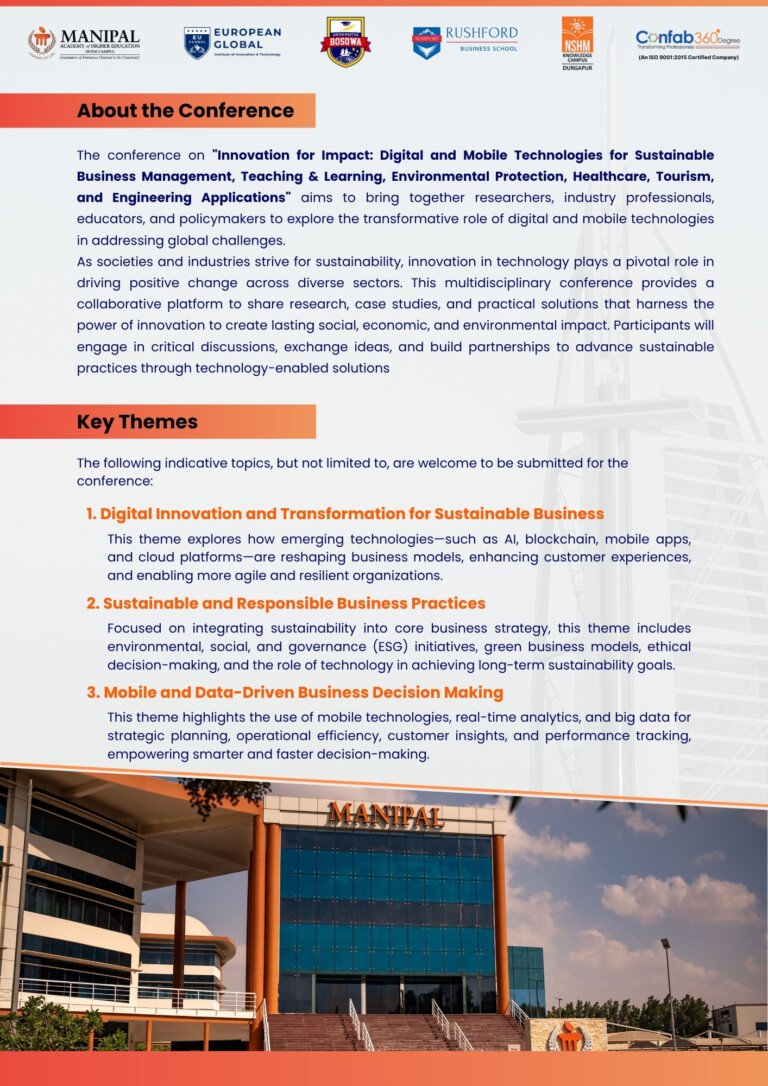 MANIPAL
ACADEMY of HIGHER EDUCATION
DUBAI CAMPUS
EU
GLOBAL
EUROPEAN
GLOBAL
Institute of Innovation & Technology
UNIVERSITAS
BOSOWA
RUSHFORD
RUSHFORD
BUSINESS SCHOOL
NSHM
KNOWLEDGE
CAMPUS
DURGAPUR
Confab360Degree
Transforming Professionals
(An ISO 9001:2015 Certified Company)
About the Conference
The conference on "Innovation for Impact: Digital and Mobile Technologies for Sustainable
Business Management, Teaching & Learning, Environmental Protection, Healthcare, Tourism,
and Engineering Applications" aims to bring together researchers, industry professionals,
educators, and policymakers to explore the transformative role of digital and mobile technologies
in addressing global challenges.
As societies and industries strive for sustainability, innovation in technology plays a pivotal role in
driving positive change across diverse sectors. This multidisciplinary conference provides a
collaborative platform to share research, case studies, and practical solutions that harness the
power of innovation to create lasting social, economic, and environmental impact. Participants will
engage in critical discussions, exchange ideas, and build partnerships to advance sustainable
practices through technology-enabled solutions
Key Themes
The following indicative topics, but not limited to, are welcome to be submitted for the
conference:
1. Digital Innovation and Transformation for Sustainable Business
This theme explores how emerging technologies—such as AI, blockchain, mobile apps,
and cloud platforms—are reshaping business models, enhancing customer experiences,
and enabling more agile and resilient organizations.
2. Sustainable and Responsible Business Practices
Focused on integrating sustainability into core business strategy, this theme includes
environmental, social, and governance (ESG) initiatives, green business models, ethical
decision-making, and the role of technology in achieving long-term sustainability goals.
3. Mobile and Data-Driven Business Decision Making
This theme highlights the use of mobile technologies, real-time analytics, and big data for
strategic planning, operational efficiency, customer insights, and performance tracking,
empowering smarter and faster decision-making.
MANIPAL